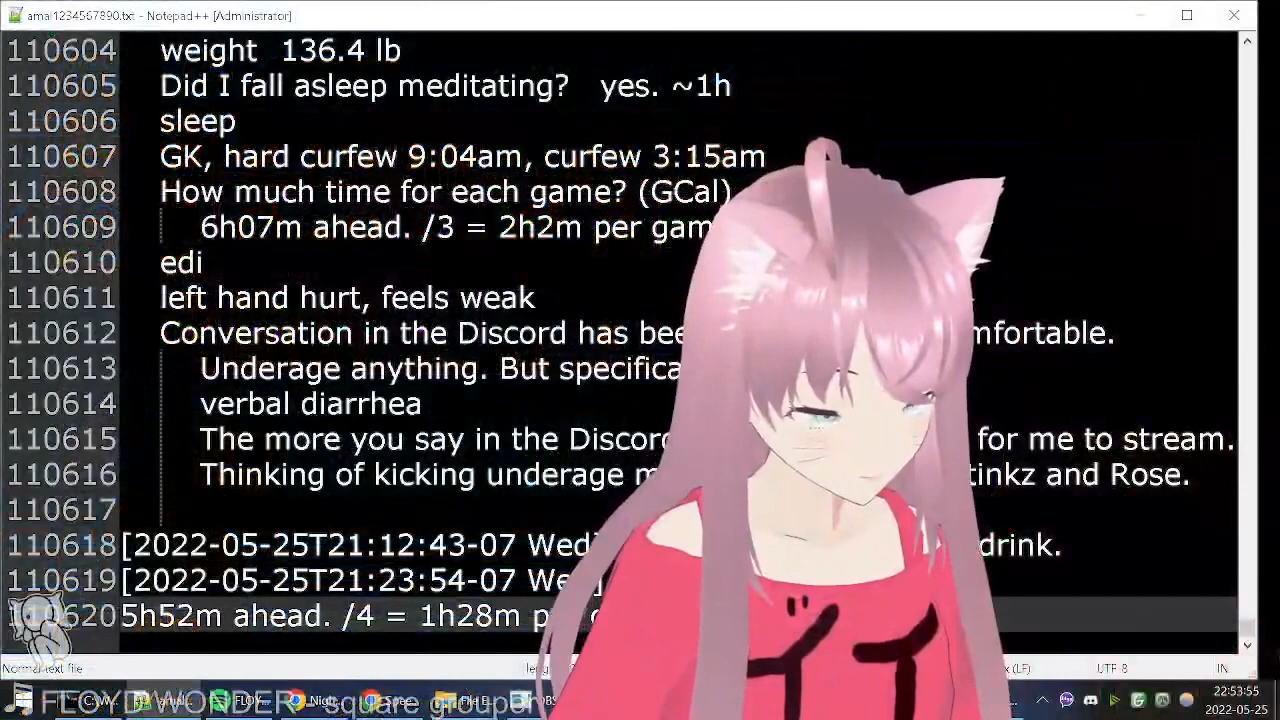 amai1234567890.txt - Notepad++ [Administrator]
110604 weight 136.4 lb
110605 Did I fall asleep meditating? yes. ~1h
110606 sleep
110607 GK, hard curfew 9:04am, curfew 3:15am
110608 How much time for each game? (GCal)
110609 6h07m ahead. /3 = 2h2m per gam
110610 edi
110611 left hand hurt, feels weak
110612 Conversation in the Discord has bee mfortable.
110613 Underage anything. But specifica
110614 verbal diarrhea
110615 The more you say in the Discord for me to stream.
110616 Thinking of kicking underage m tinkz and Rose.
110617
110618 [2022-05-25T21:12:43-07 Wed] drink.
110619 [2022-05-25T21:23:54-07 We ]
110620 5h52m ahead. /4 = 1h28m p
Normal text file (LF) UTF-8 IN
FLOYD WONDER square grouper
22:53:55
2022-05-25